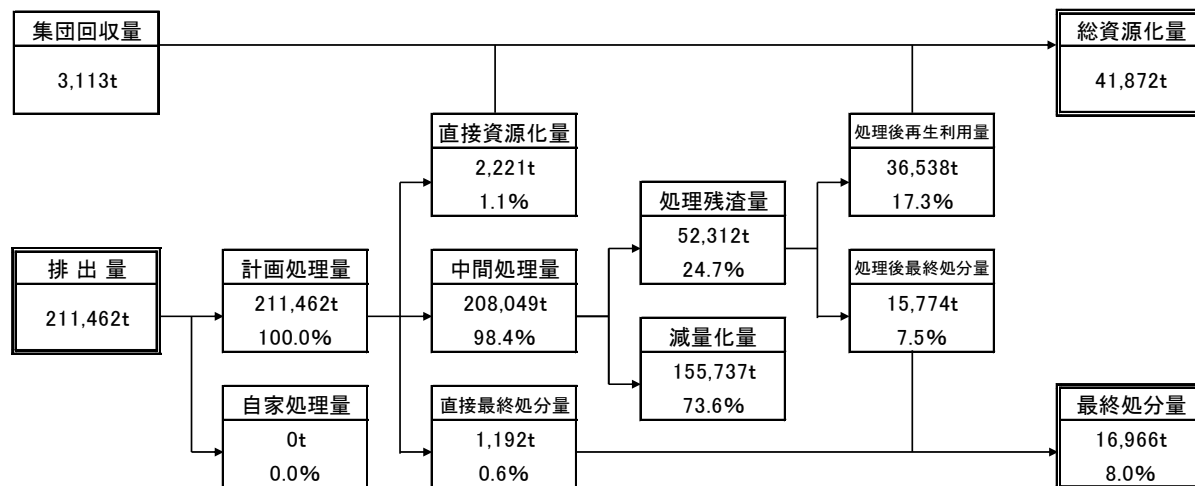 集団回収量
3,113t
総資源化量
41,872t
直接資源化量
2,221t
1.1%
処理後再生利用量
36,538t
17.3%
処理残渣量
52,312t
24.7%
排 出 量
211,462t
計画処理量
211,462t
100.0%
中間処理量
208,049t
98.4%
処理後最終処分量
15,774t
7.5%
減量化量
155,737t
73.6%
自家処理量
0t
0.0%
直接最終処分量
1,192t
0.6%
最終処分量
16,966t
8.0%